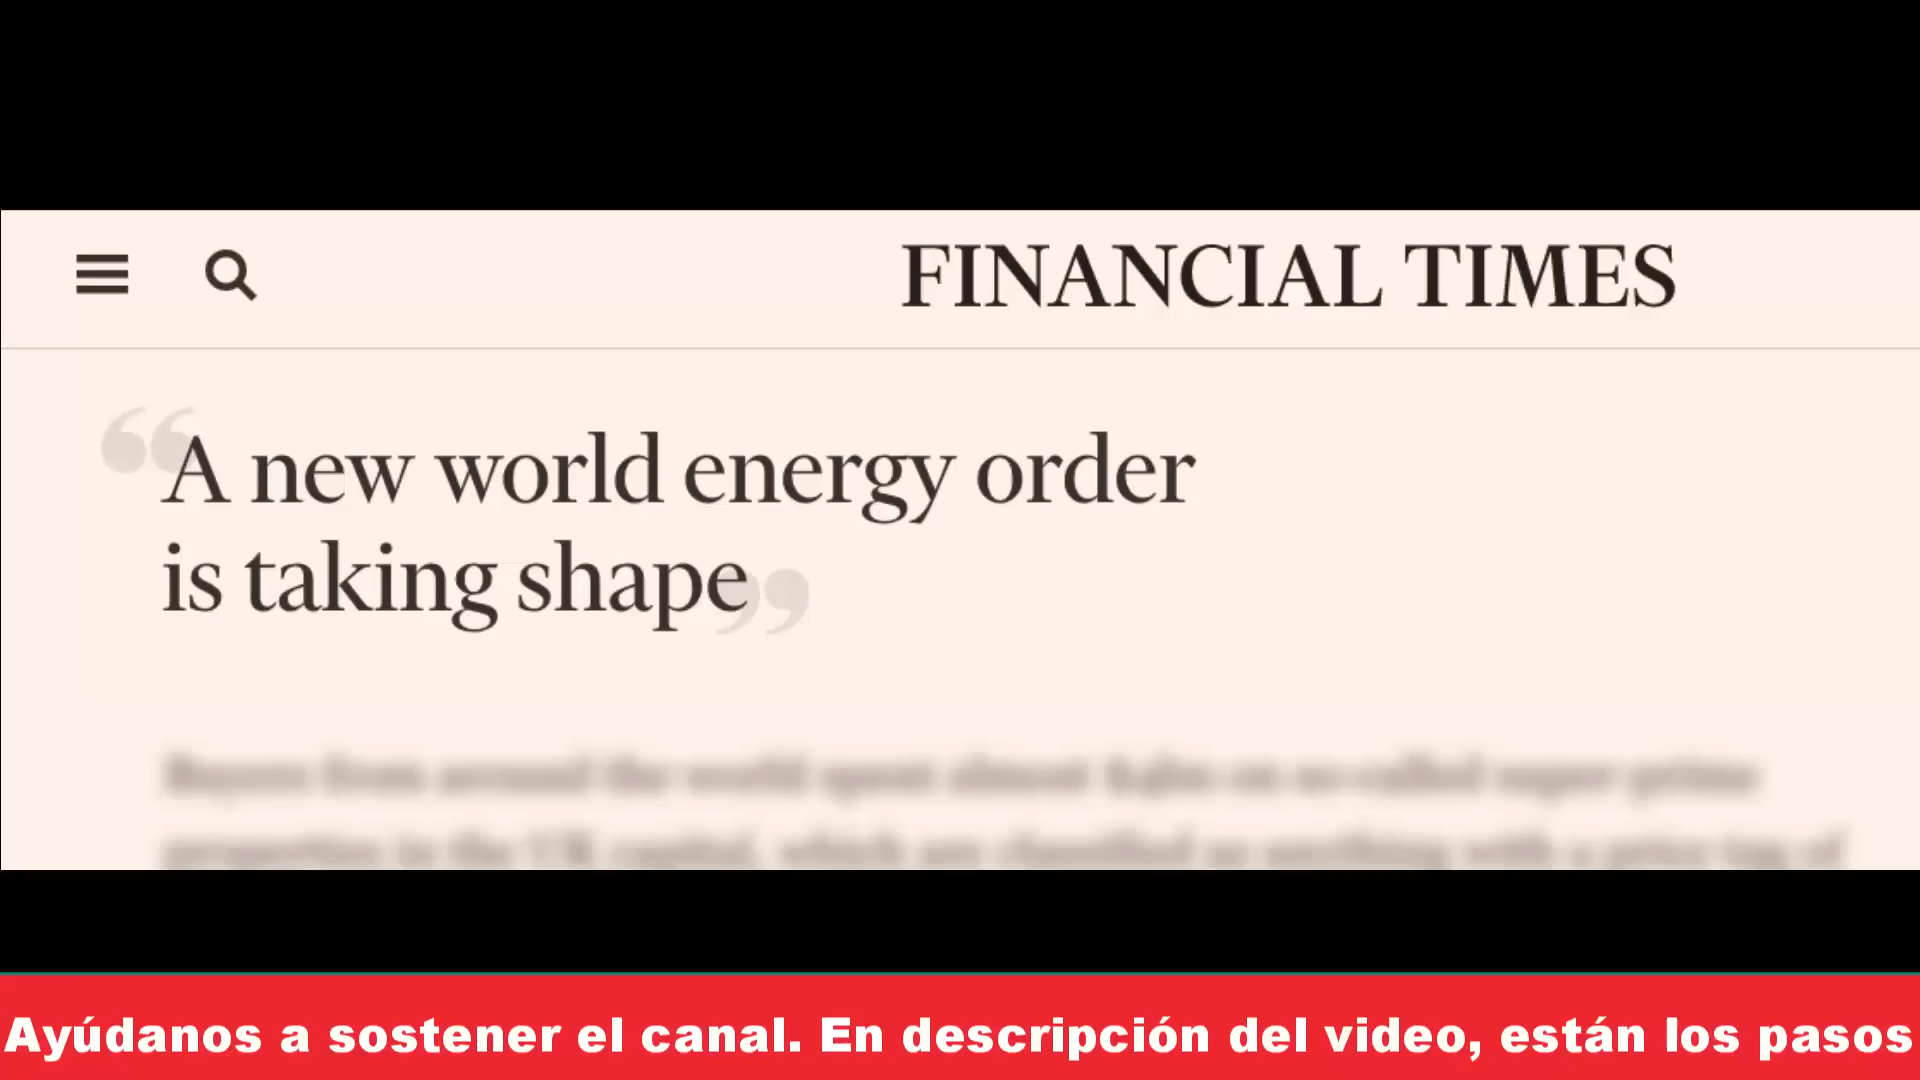 FINANCIAL TIMES
“A new world energy order
is taking shape”
Ayúdanos a sostener el canal. En descripción del video, están los pasos